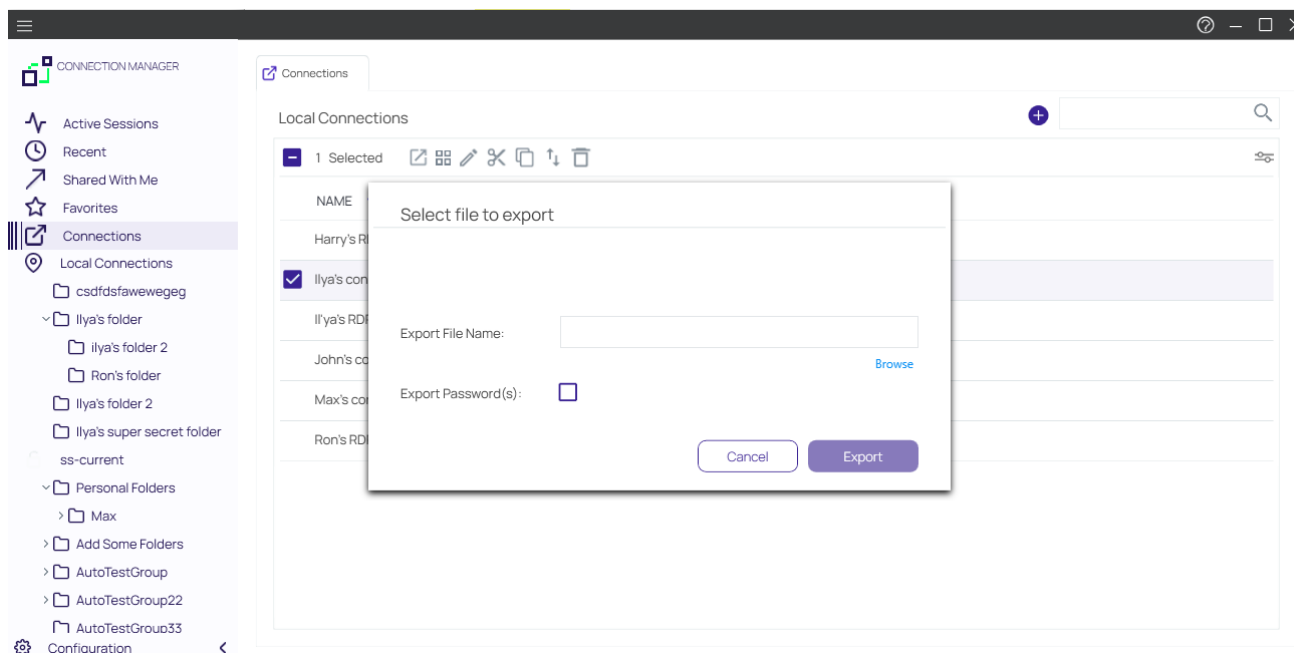 CONNECTION MANAGER
Active Sessions
Recent
Shared With Me
Favorites
Connections
Local Connections
csdfdsfawewegeg
Ilya's folder
ilya's folder 2
Ron's folder
Ilya's folder 2
Ilya's super secret folder
ss-current
Personal Folders
Max
Add Some Folders
AutoTestGroup
AutoTestGroup22
AutoTestGroup33
Configuration
Connections
Local Connections
1 Selected
NAME
Harry's R
Ilya's con
Il'ya's RD
John's co
Max's co
Ron's RD
Select file to export
Export File Name:
Browse
Export Password(s):
Cancel
Export